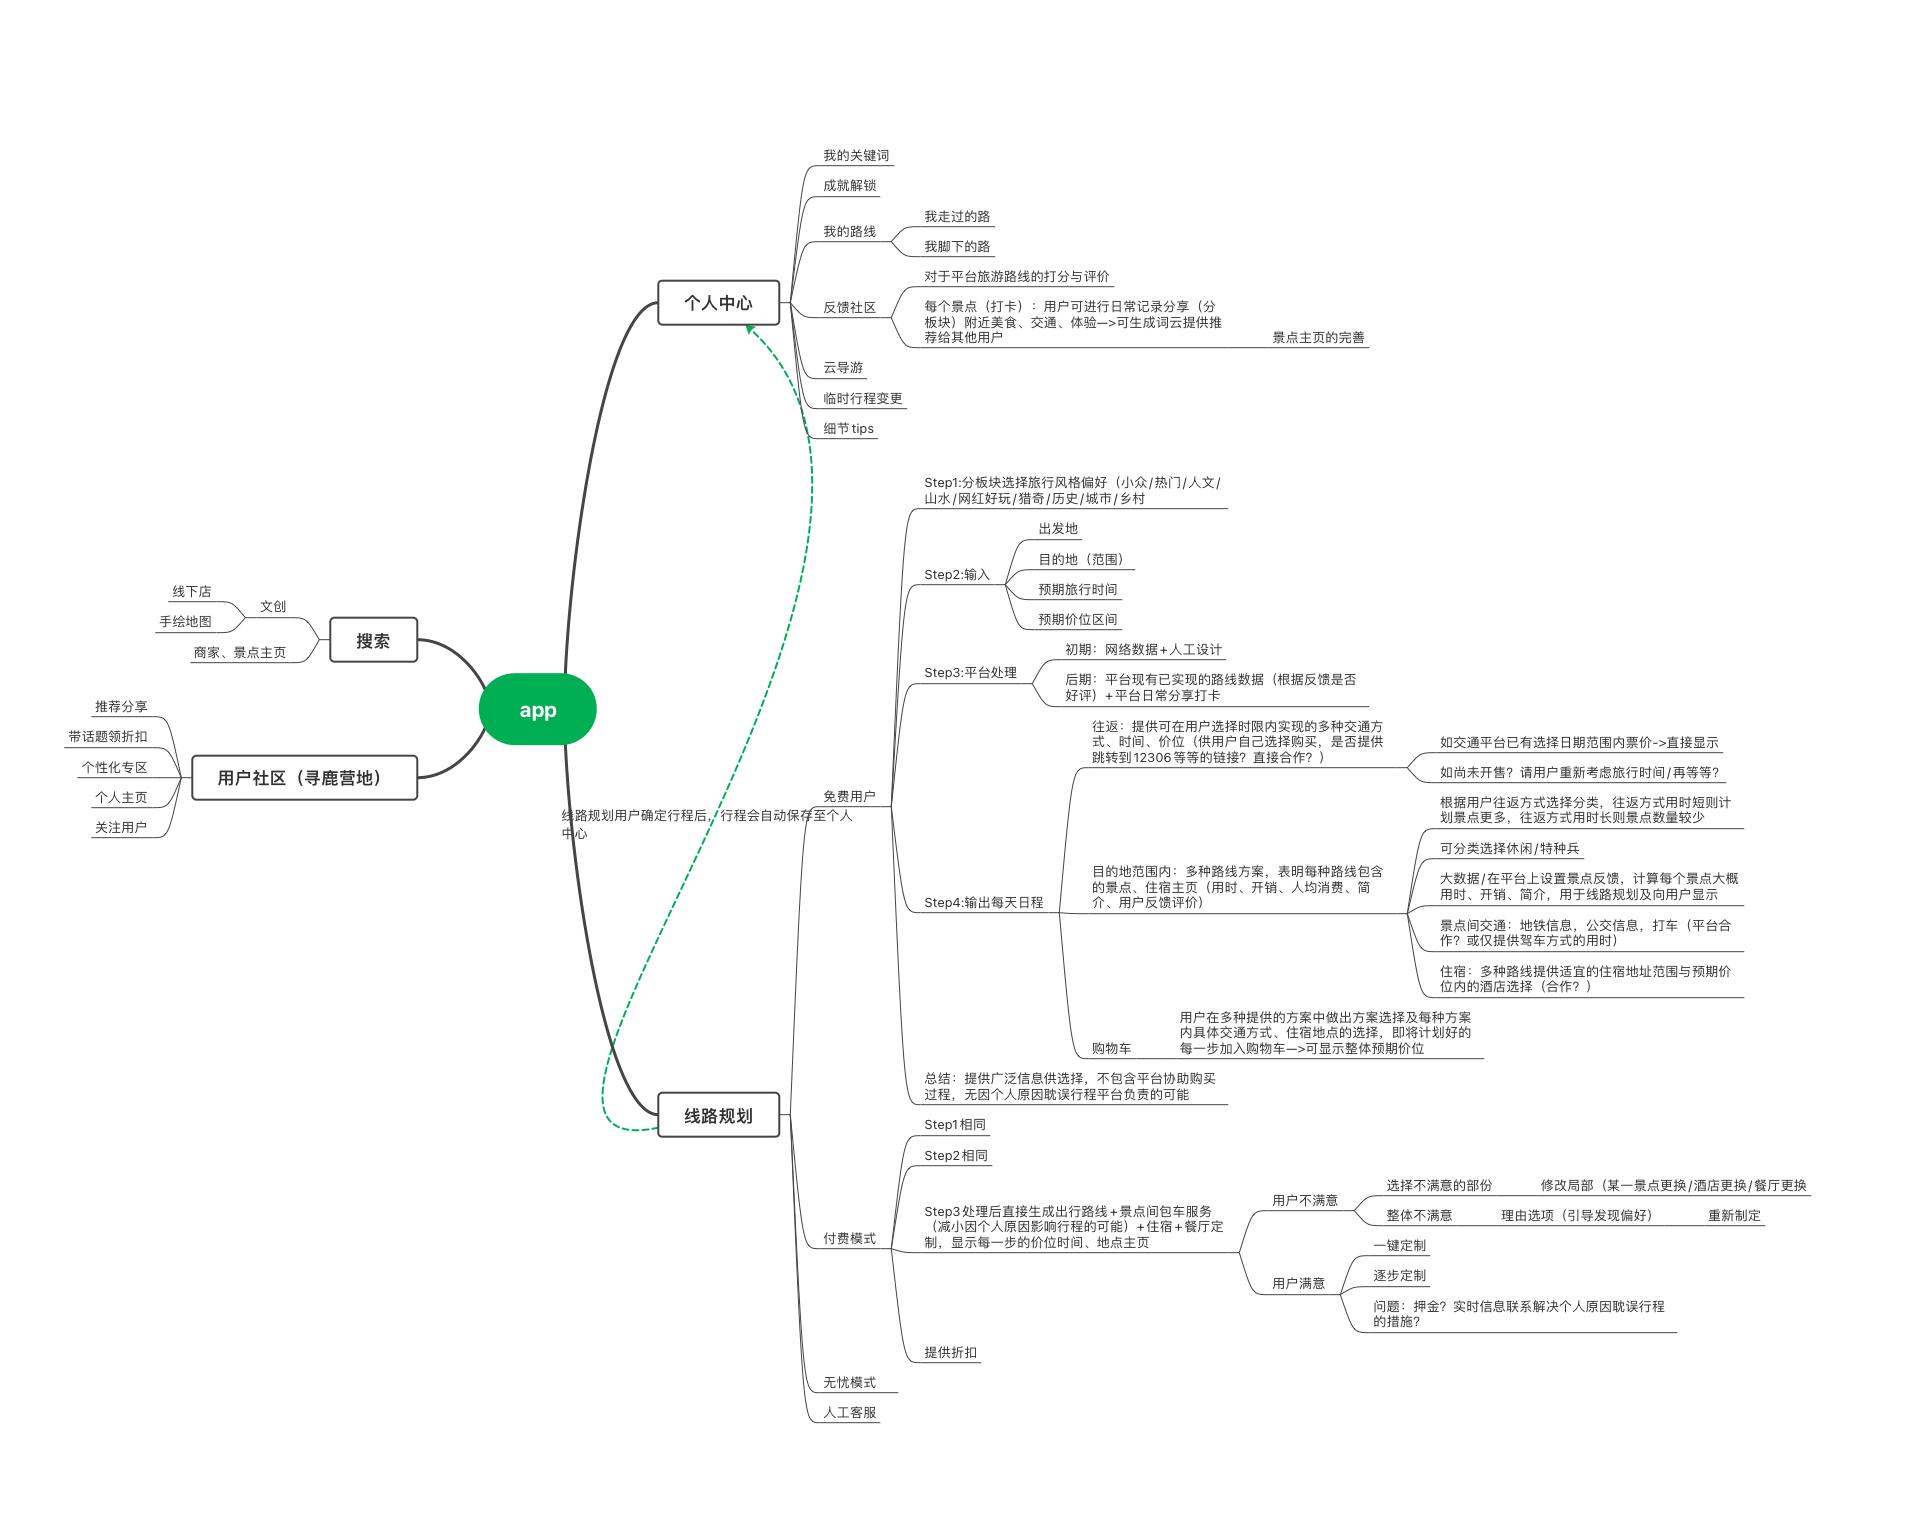 app
个人中心
我的关键词
成就解锁
我的路线
我走过的路
我脚下的路
反馈社区
对于平台旅游路线的打分与评价
每个景点（打卡）：用户可进行日常记录分享（分
板块）附近美食、交通、体验—>可生成词云提供推
荐给其他用户
景点主页的完善
云导游
临时行程变更
细节tips
线路规划
免费用户
Step1:分板块选择旅行风格偏好（小众/热门/人文/
山水/网红好玩/猎奇/历史/城市/乡村
Step2:输入
出发地
目的地（范围）
预期旅行时间
预期价位区间
Step3:平台处理
初期：网络数据+人工设计
后期：平台现有已实现的路线数据（根据反馈是否
好评）+平台日常分享打卡
Step4:输出每天日程
往返：提供可在用户选择时限内实现的多种交通方
式、时间、价位（供用户自己选择购买，是否提供
跳转到12306等等的链接？直接合作？）
如交通平台已有选择日期范围内票价->直接显示
如尚未开售？请用户重新考虑旅行时间/再等等？
目的地范围内：多种路线方案，表明每种路线包含
的景点、住宿主页（用时、开销、人均消费、简
介、用户反馈评价）
根据用户往返方式选择分类，往返方式用时短则计
划景点更多，往返方式用时长则景点数量较少
可分类选择休闲/特种兵
大数据/在平台上设置景点反馈，计算每个景点大概
用时、开销、简介，用于线路规划及向用户显示
景点间交通：地铁信息，公交信息，打车（平台合
作？或仅提供驾车方式的用时）
住宿：多种路线提供适宜的住宿地址范围与预期价
位内的酒店选择（合作？）
购物车
用户在多种提供的方案中做出方案选择及每种方案
内具体交通方式、住宿地点的选择，即将计划好的
每一步加入购物车—>可显示整体预期价位
总结：提供广泛信息供选择，不包含平台协助购买
过程，无因个人原因耽误行程平台负责的可能
付费模式
Step1相同
Step2相同
Step3处理后直接生成出行路线+景点间包车服务
（减小因个人原因影响行程的可能）+住宿+餐厅定
制，显示每一步的价位时间、地点主页
用户不满意
选择不满意的部份
修改局部（某一景点更换/酒店更换/餐厅更换
整体不满意
理由选项（引导发现偏好）
重新制定
用户满意
一键定制
逐步定制
问题：押金？实时信息联系解决个人原因耽误行程
的措施？
提供折扣
无忧模式
人工客服
线路规划用户确定行程后，行程会自动保存至个人
中心
搜索
文创
线下店
手绘地图
商家、景点主页
用户社区（寻鹿营地）
推荐分享
带话题领折扣
个性化专区
个人主页
关注用户